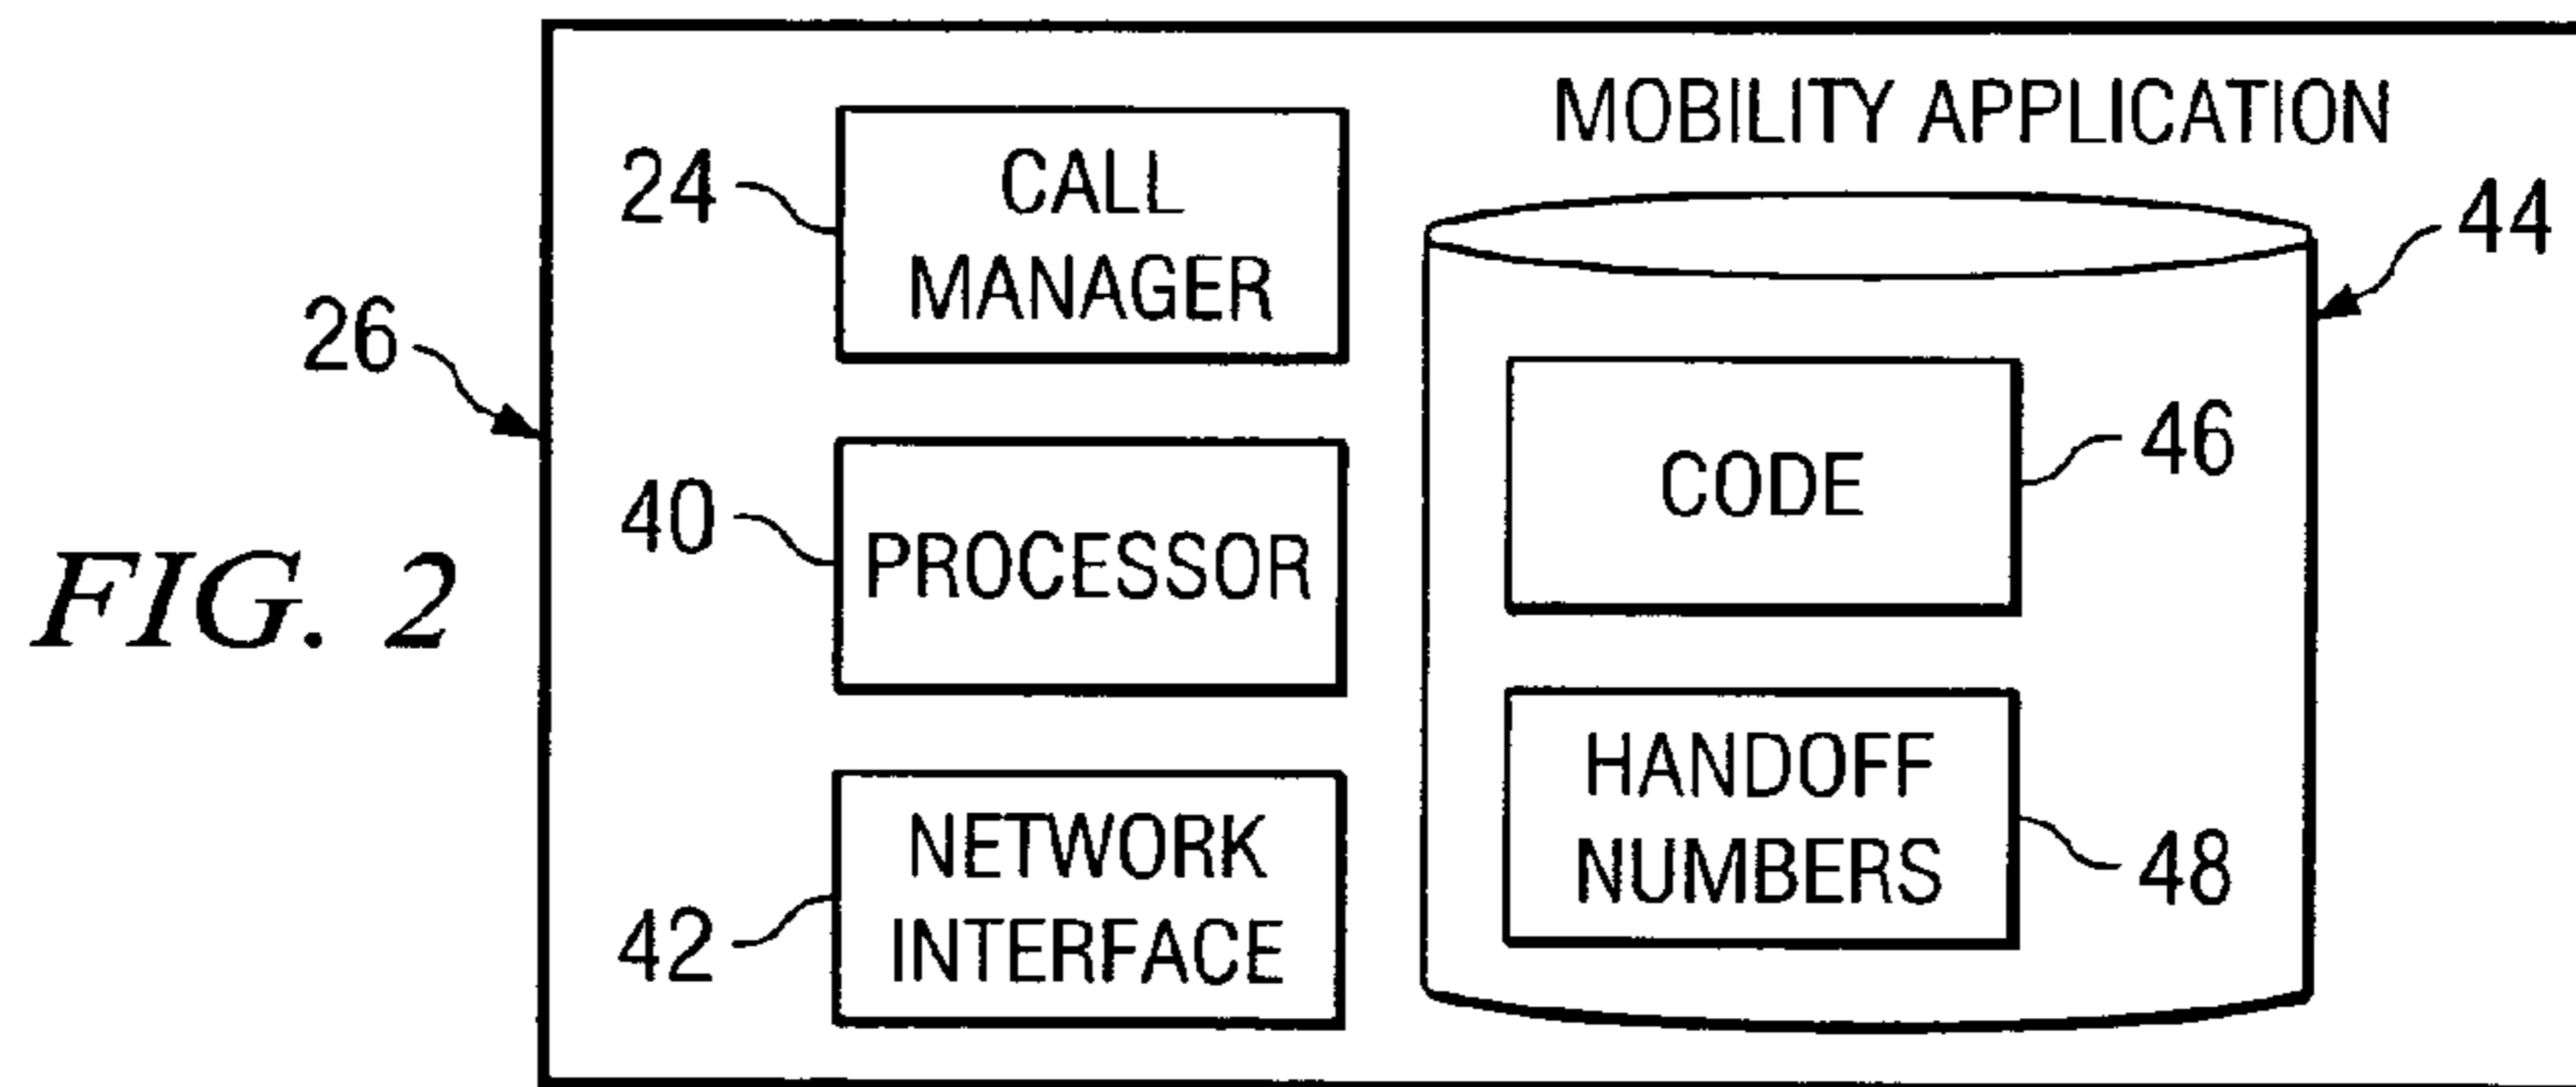 MOBILITY APPLICATION
24
CALL
MANAGER
44
26
46
CODE
40
PROCESSOR
FIG. 2
HANDOFF
NUMBERS
48
NETWORK
INTERFACE
42